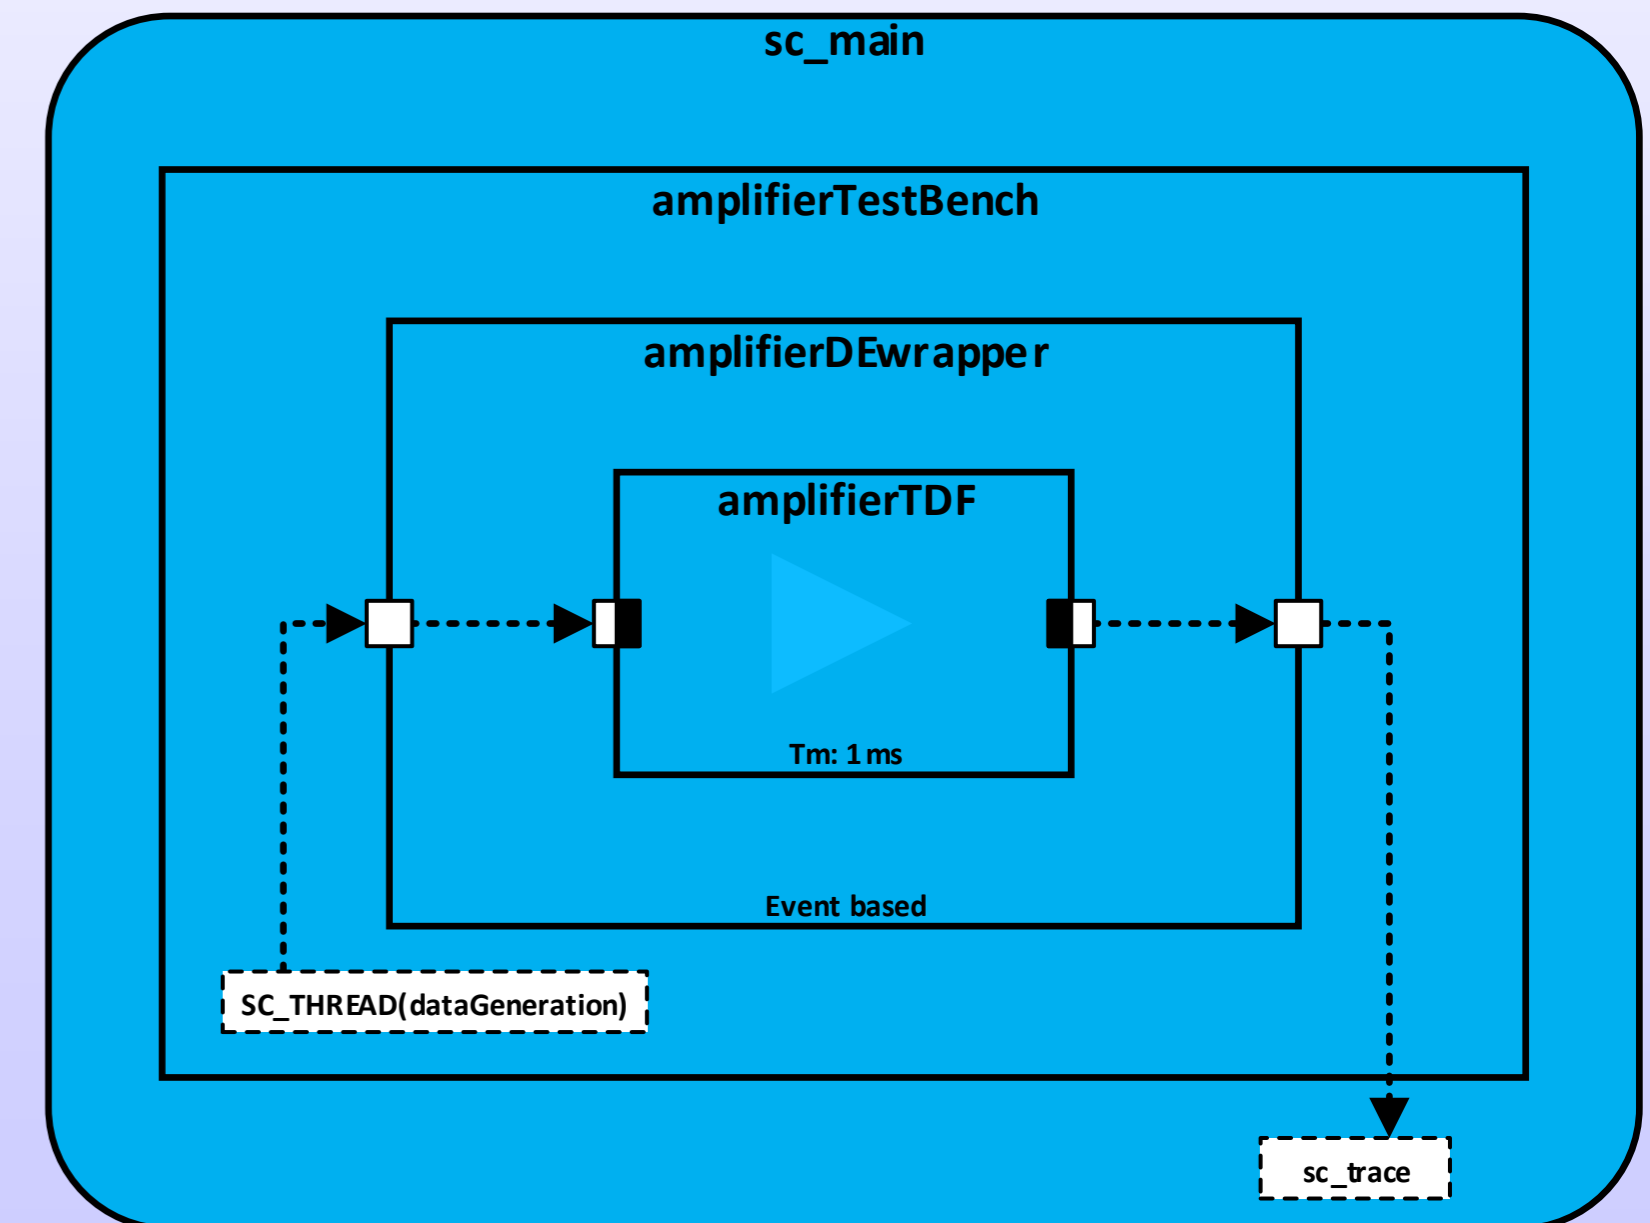 sc_main
amplifierTestBench
amplifierDEwrapper
amplifierTDF
Tm: 1 ms
Event based
SC_THREAD(dataGeneration)
sc_trace